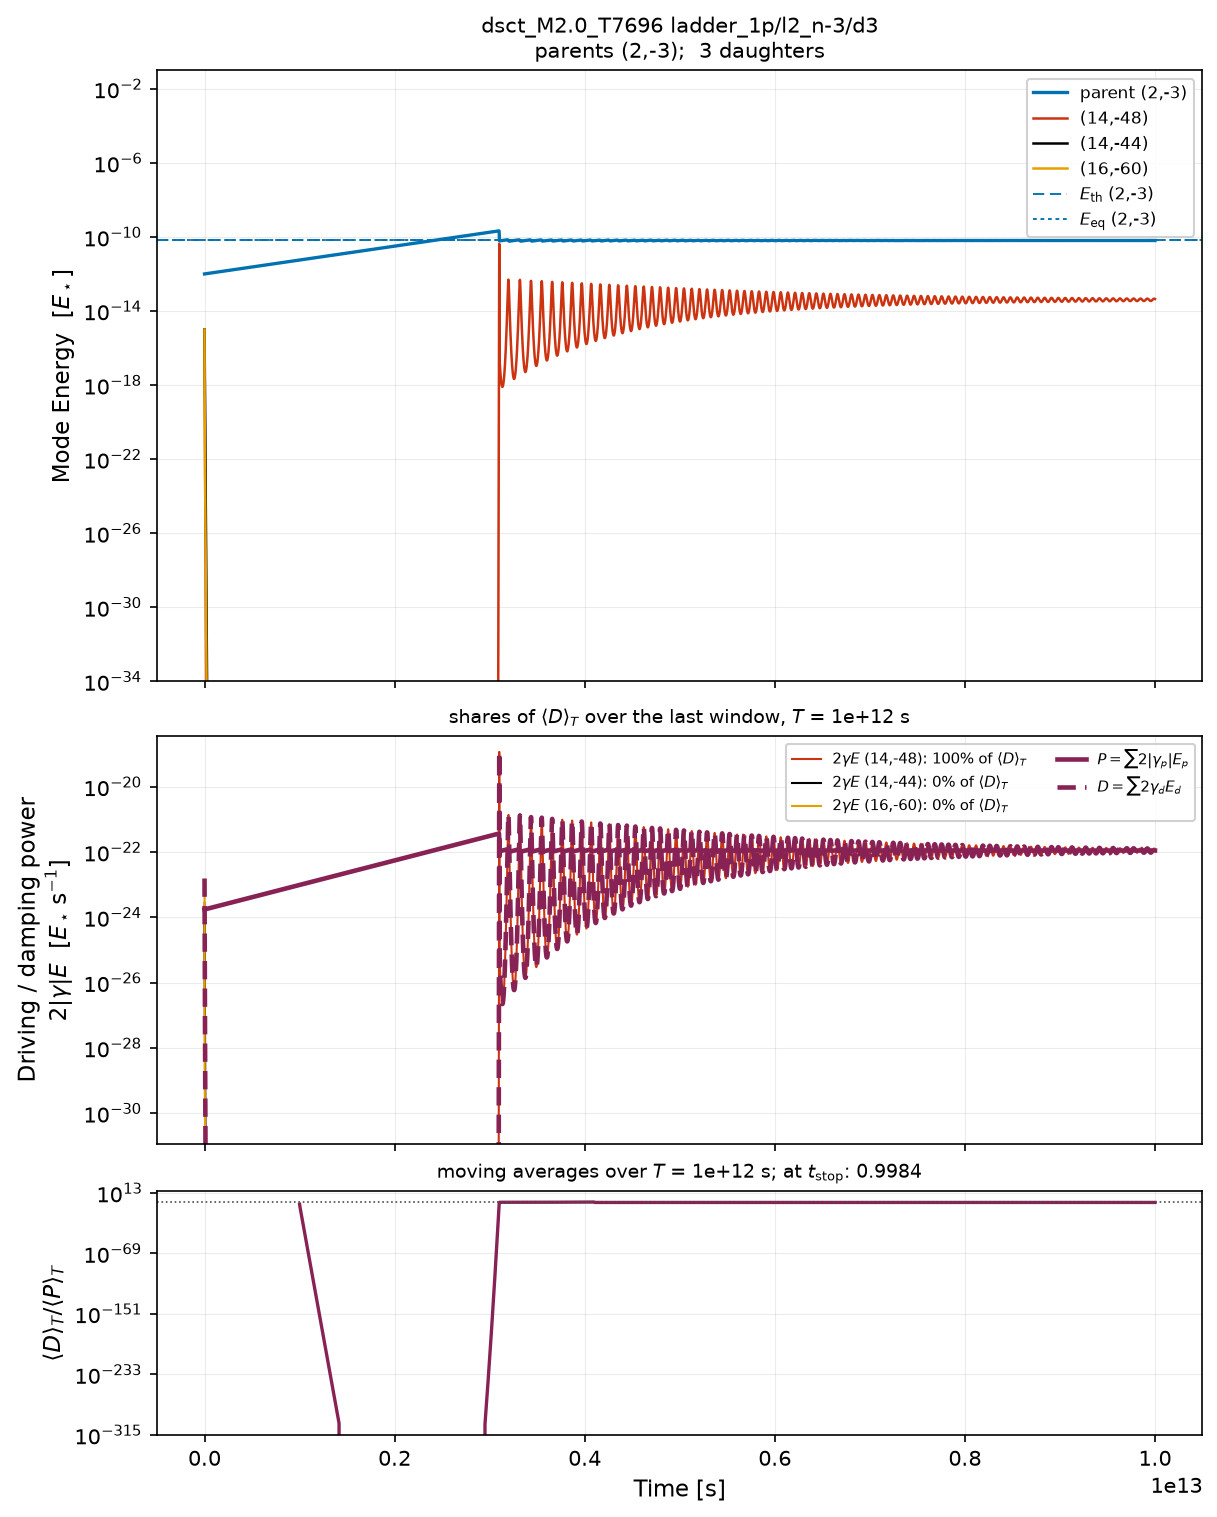 dsct_M2.0_T7696 ladder_1p/l2_n-3/d3
parents (2,-3);  3 daughters
10^{-2}
10^{-6}
10^{-10}
10^{-14}
10^{-18}
10^{-22}
10^{-26}
10^{-30}
10^{-34}
Mode Energy [E_⋆]
parent (2,-3)
(14,-48)
(14,-44)
(16,-60)
E_th (2,-3)
E_eq (2,-3)
shares of ⟨D⟩_T over the last window, T = 1e+12 s
10^{-20}
10^{-22}
10^{-24}
10^{-26}
10^{-28}
10^{-30}
Driving / damping power
2|γ|E [E_⋆ s^{-1}]
2γE (14,-48): 100% of ⟨D⟩_T
2γE (14,-44): 0% of ⟨D⟩_T
2γE (16,-60): 0% of ⟨D⟩_T
P = ∑2|γ_p|E_p
D = ∑2γ_dE_d
moving averages over T = 1e+12 s; at t_stop: 0.9984
10^{13}
10^{-69}
10^{-151}
10^{-233}
10^{-315}
⟨D⟩_T/⟨P⟩_T
0.0 0.2 0.4 0.6 0.8 1.0
1e13
Time [s]